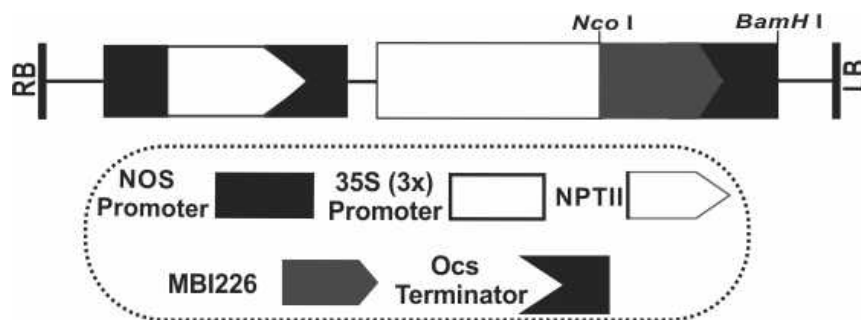 Nco I BamH I
RB
LB
NOS
Promoter
35S (3x)
Promoter
NPTII
MBI226
Ocs
Terminator